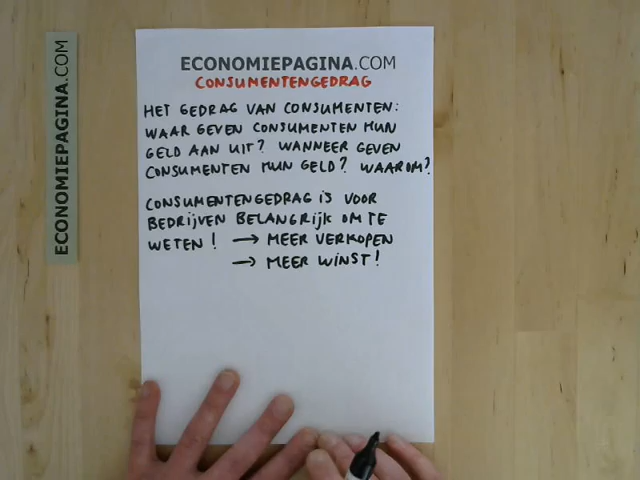 ECONOMIEPAGINA.COM
ECONOMIEPAGINA.COM
CONSUMENTENGEDRAG
HET GEDRAG VAN CONSUMENTEN:
WAAR GEVEN CONSUMENTEN HUN
GELD AAN UIT? WANNEER GEVEN
CONSUMENTEN HUN GELD? WAAROM?
CONSUMENTENGEDRAG IS VOOR
BEDRIJVEN BELANGRIJK OM TE
WETEN! → MEER VERKOPEN
→ MEER WINST!